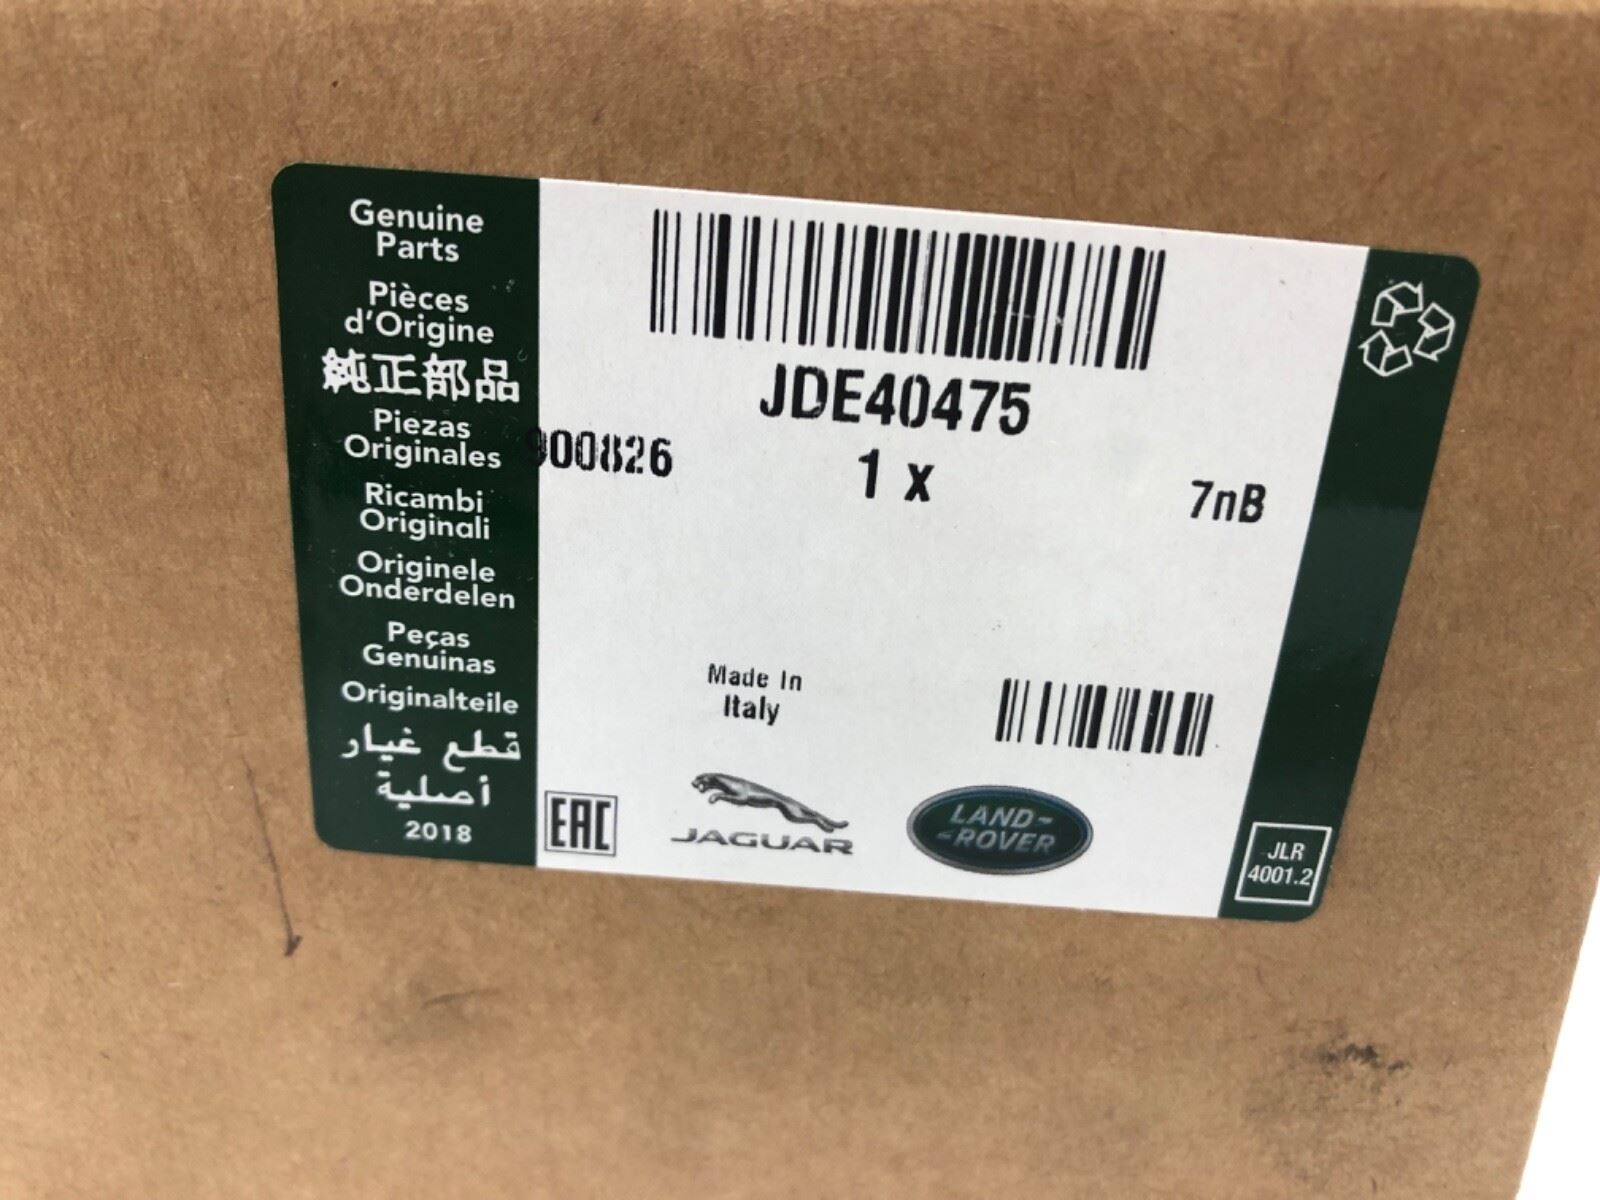 Genuine
Parts
Pièces
d'Origine
純正部品
Piezas
Originales
Ricambi
Originali
Originele
Onderdelen
Peças
Genuinas
Originalteile
قطع غيار
أصلية
2018
JDE40475
900826
1 x
7nB
Made In
Italy
EAC
JAGUAR
LAND-
-ROVER
JLR
4001.2